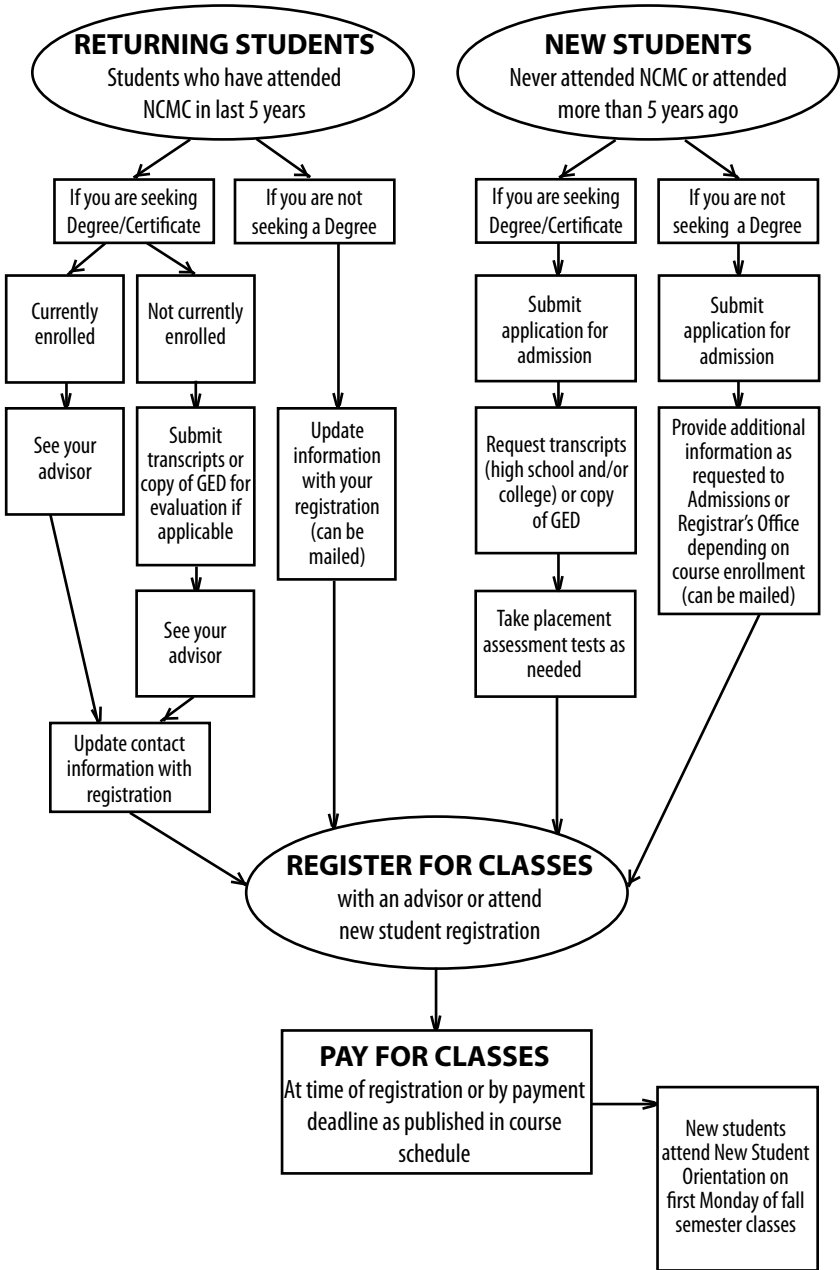 RETURNING STUDENTS
Students who have attended
NCMC in last 5 years
NEW STUDENTS
Never attended NCMC or attended
more than 5 years ago
If you are seeking
Degree/Certificate
If you are not
seeking a Degree
If you are seeking
Degree/Certificate
If you are not
seeking a Degree
Currently
enrolled
Not currently
enrolled
Submit
application for
admission
Submit
application for
admission
See your
advisor
Submit
transcripts or
copy of GED for
evaluation if
applicable
Update
information
with your
registration
(can be
mailed)
Request transcripts
(high school and/or
college) or copy
of GED
Provide additional
information as
requested to
Admissions or
Registrar's Office
depending on
course enrollment
(can be mailed)
See your
advisor
Take placement
assessment tests as
needed
Update contact
information with
registration
REGISTER FOR CLASSES
with an advisor or attend
new student registration
PAY FOR CLASSES
At time of registration or by payment
deadline as published in course
schedule
New students
attend New Student
Orientation on
first Monday of fall
semester classes